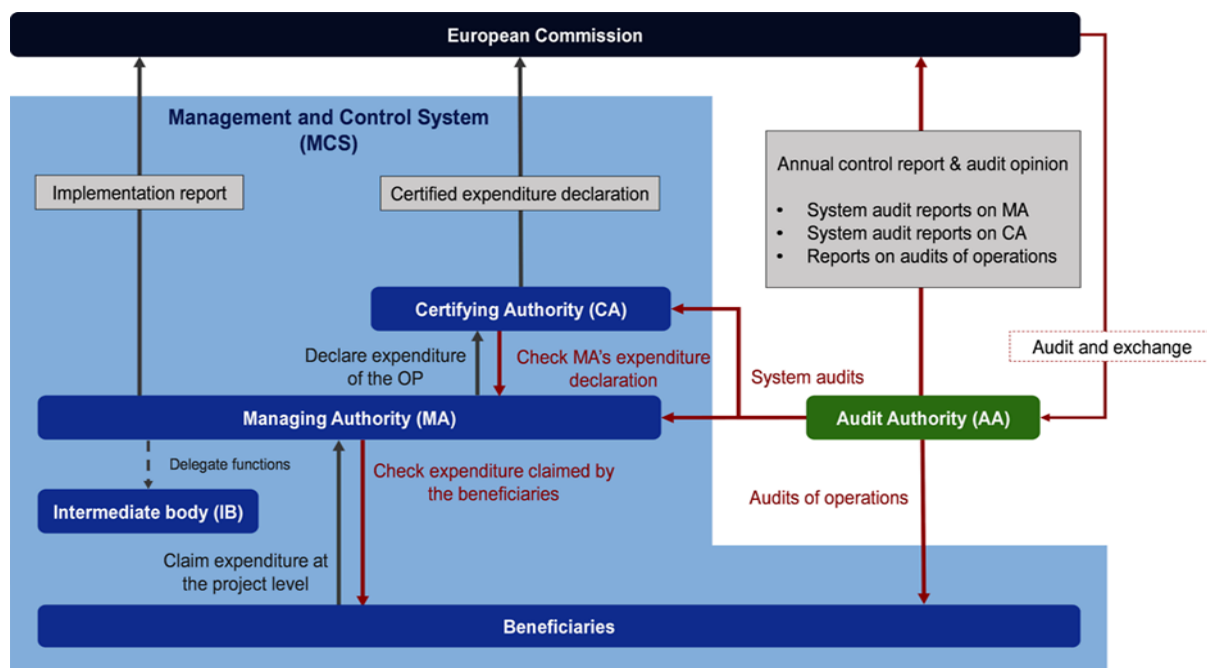 European Commission
Management and Control System
(MCS)
Implementation report
Certified expenditure declaration
Annual control report & audit opinion
• System audit reports on MA
• System audit reports on CA
• Reports on audits of operations
Certifying Authority (CA)
Declare expenditure
of the OP
Check MA's expenditure
declaration
System audits
Audit and exchange
Managing Authority (MA)
Audit Authority (AA)
Delegate functions
Check expenditure claimed by
the beneficiaries
Audits of operations
Intermediate body (IB)
Claim expenditure at
the project level
Beneficiaries